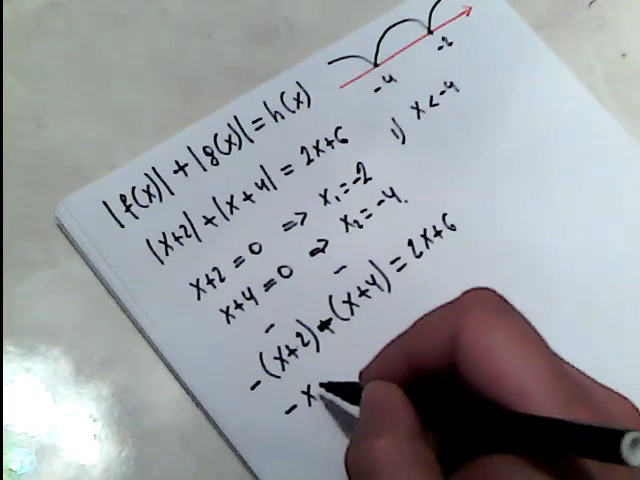 |f(x)| + |g(x)| = h(x)
|x+2| + |x+4| = 2x+6
x+2 = 0 => x₁ = -2
x+4 = 0 => x₂ = -4.
-4 -2
1) x < -4
- -
-(x+2) - (x+4) = 2x+6
-x